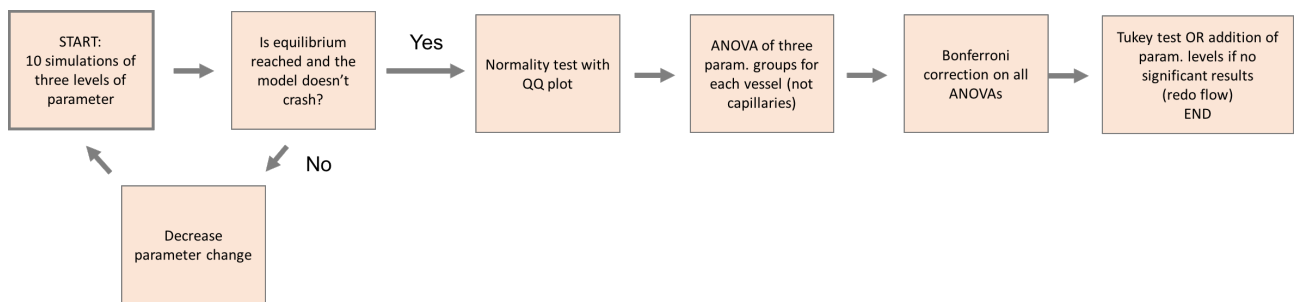 START:
10 simulations of
three levels of
parameter
Is equilibrium
reached and the
model doesn't
crash?
Yes
Normality test with
QQ plot
ANOVA of three
param. groups for
each vessel (not
capillaries)
Bonferroni
correction on all
ANOVAs
Tukey test OR addition of
param. levels if no
significant results
(redo flow)
END
No
Decrease
parameter change